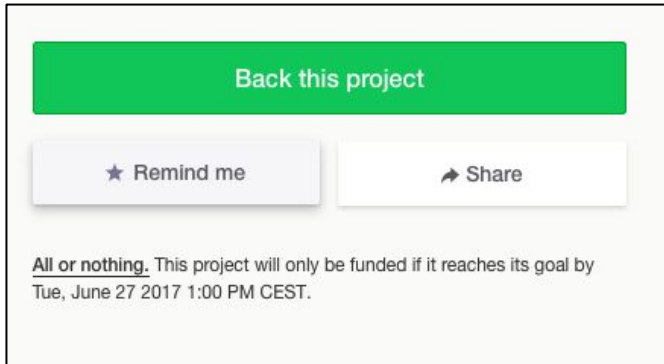 Back this project
Remind me
Share
All or nothing. This project will only be funded if it reaches its goal by
Tue, June 27 2017 1:00 PM CEST.